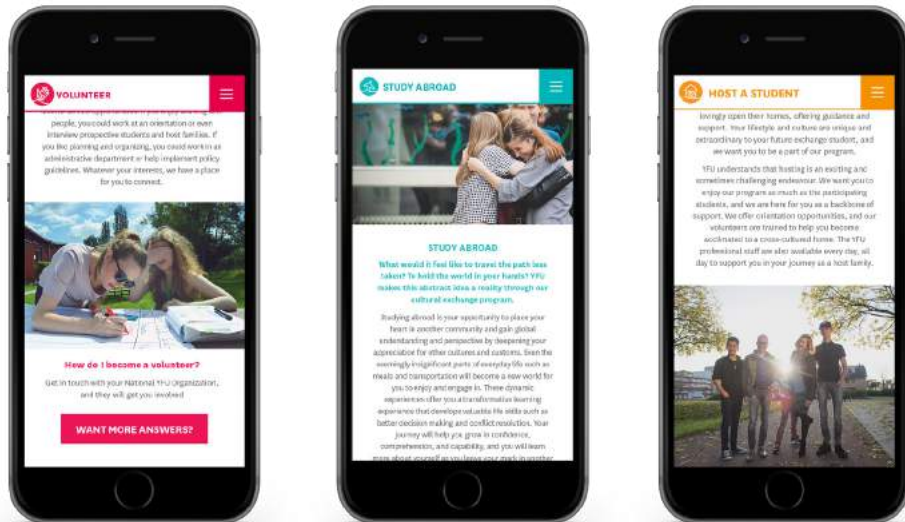 VOLUNTEER
people, you could work at an orientation or even
interview prospective students and host families. If
you like planning and organizing, you could work in an
administrative department or help implement policy
guidelines. Whatever your interests, we have a place
for you to connect.
How do I become a volunteer?
Get in touch with your National YFU Organization,
and they will get you involved
WANT MORE ANSWERS?
STUDY ABROAD
STUDY ABROAD
What would it feel like to travel the path less
taken? To hold the world in your hands? YFU
makes this abstract idea a reality through our
cultural exchange program.
Studying abroad is your opportunity to place your
heart in another community and gain global
understanding and perspective by deepening your
appreciation for other cultures and customs. Even the
seemingly insignificant parts of everyday life such as
meals and transportation will become a new world for
you to enjoy and engage in. These dynamic
experiences offer you a transformative learning
experience that develops valuable life skills such as
better decision making and conflict resolution. Your
journey will help you grow in confidence,
comprehension, and capability, and you will learn
more about yourself as you leave your mark in another
HOST A STUDENT
lovingly open their homes, offering guidance and
support. Your lifestyle and culture are unique and
extraordinary to your future exchange student, and
we want you to be a part of our program.
YFU understands that hosting is an exciting and
sometimes challenging endeavour. We want you to
enjoy our program as much as the participating
students, and we are here for you as a backbone of
support. We offer orientation opportunities, and our
volunteers are trained to help you become
acclimated to a cross-cultured home. The YFU
professional staff are also available every day, all
day to support you in your journey as a host family.